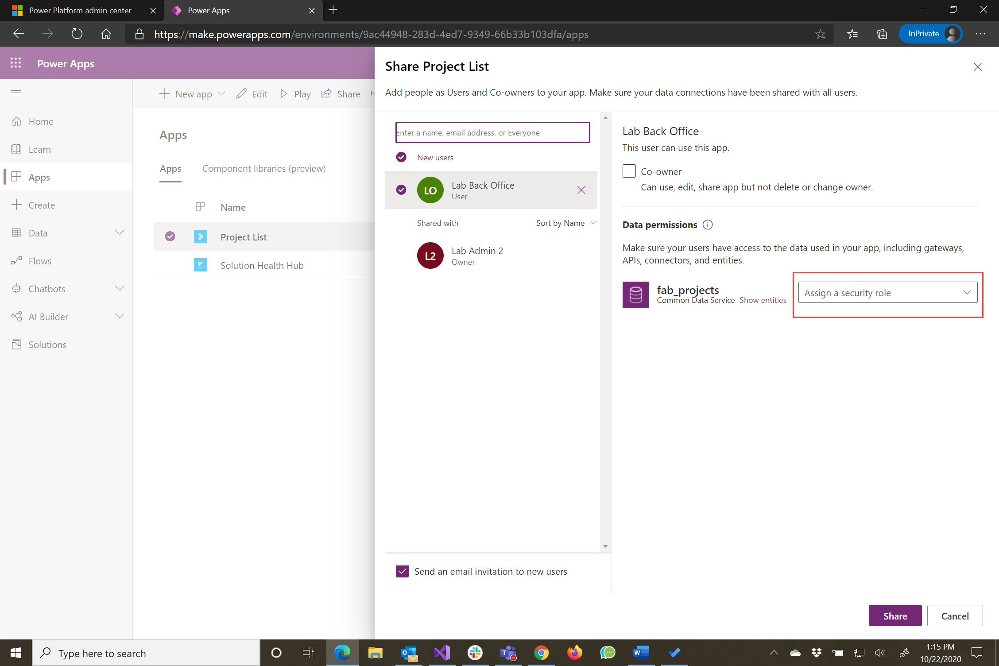 Power Platform admin center
Power Apps
https://make.powerapps.com/environments/9ac44948-283d-4ed7-9349-66b33b103dfa/apps
InPrivate
Power Apps
Home
Learn
Apps
Create
Data
Flows
Chatbots
AI Builder
Solutions
New app
Edit
Play
Share
Apps
Apps
Component libraries (preview)
Name
Project List
Solution Health Hub
Share Project List
Add people as Users and Co-owners to your app. Make sure your data connections have been shared with all users.
Enter a name, email address, or Everyone
New users
LO
Lab Back Office
User
Shared with
Sort by Name
L2
Lab Admin 2
Owner
Send an email invitation to new users
Lab Back Office
This user can use this app.
Co-owner
Can use, edit, share app but not delete or change owner.
Data permissions
Make sure your users have access to the data used in your app, including gateways,
APIs, connectors, and entities.
fab_projects
Common Data Service Show entities
Assign a security role
Share
Cancel
Type here to search
1:15 PM
10/22/2020